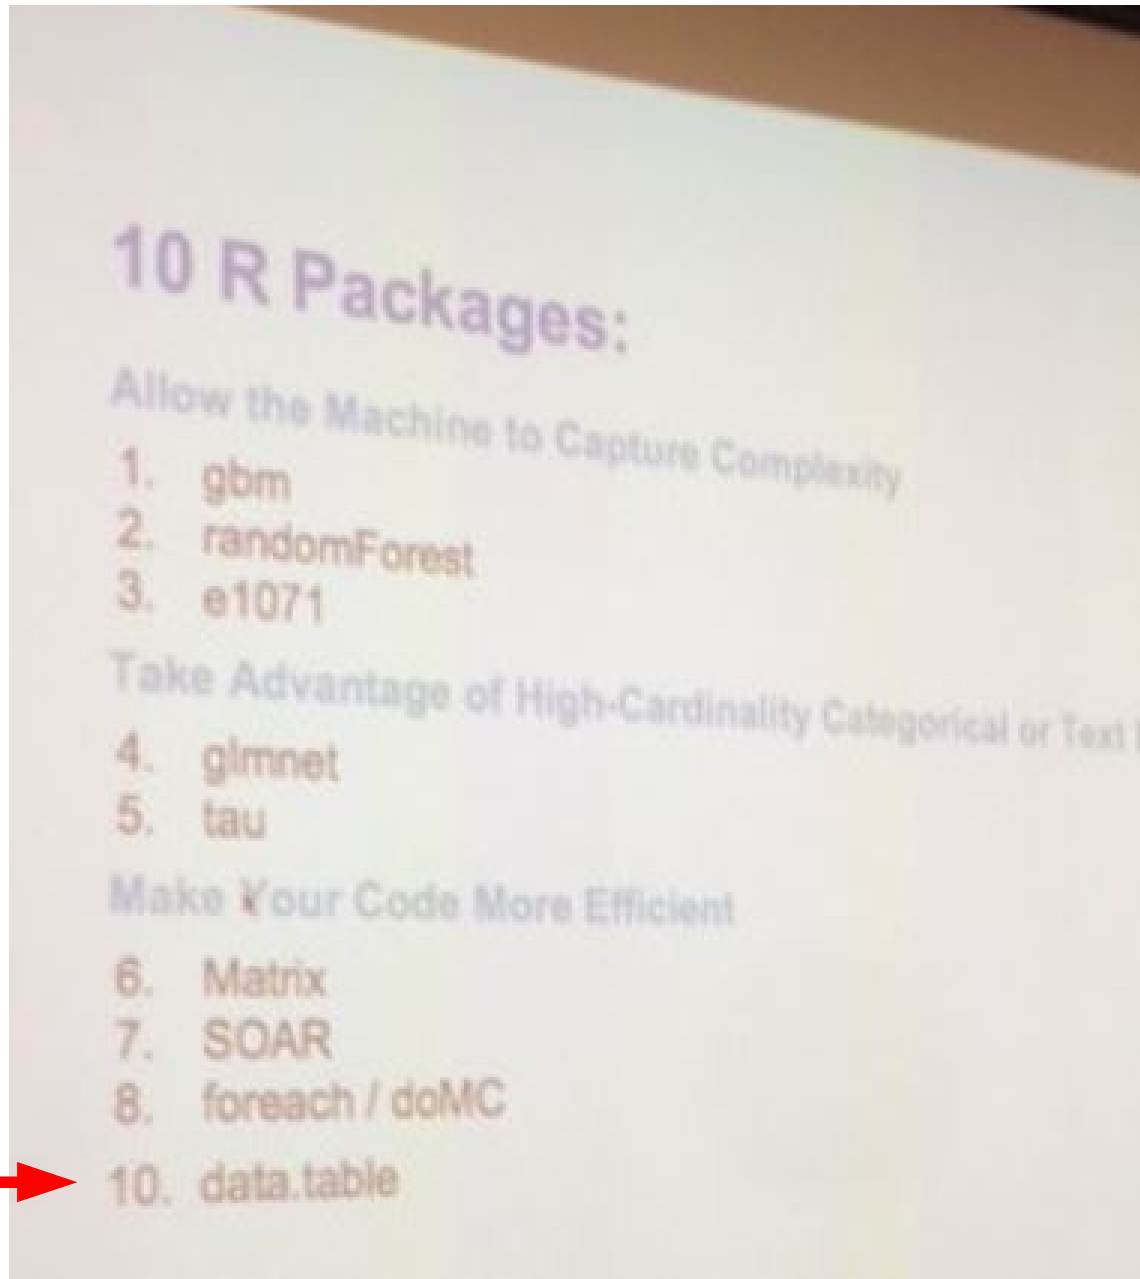 10 R Packages:
Allow the Machine to Capture Complexity
1. gbm
2. randomForest
3. e1071
Take Advantage of High-Cardinality Categorical or Text
4. glmnet
5. tau
Make Your Code More Efficient
6. Matrix
7. SOAR
8. foreach / doMC
10. data.table